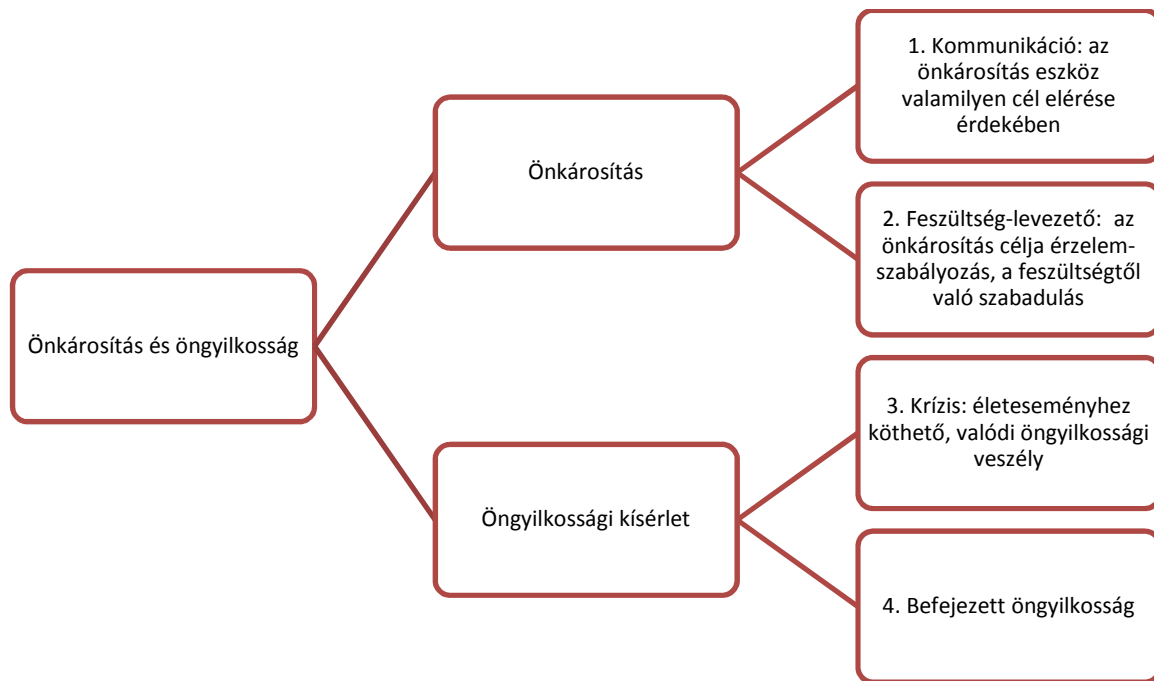 Önkárosítás és öngyilkosság
Önkárosítás
1. Kommunikáció: az
önkárosítás eszköz
valamilyen cél elérése
érdekében
2. Feszültség-levezető:  az
önkárosítás célja érzelem-
szabályozás, a feszültségtől
való szabadulás
Öngyilkossági kísérlet
3. Krízis: életeseményhez
köthető, valódi öngyilkossági
veszély
4. Befejezett öngyilkosság